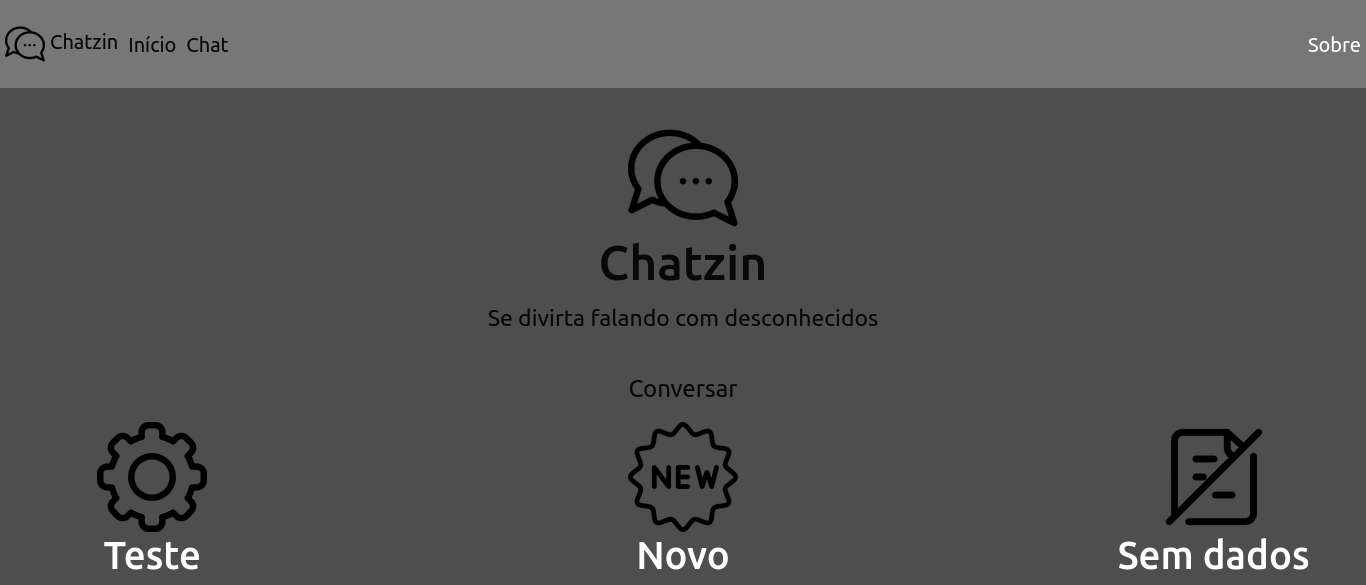 Chatzin Início Chat Sobre
Chatzin
Se divirta falando com desconhecidos
Conversar
NEW
Teste Novo Sem dados